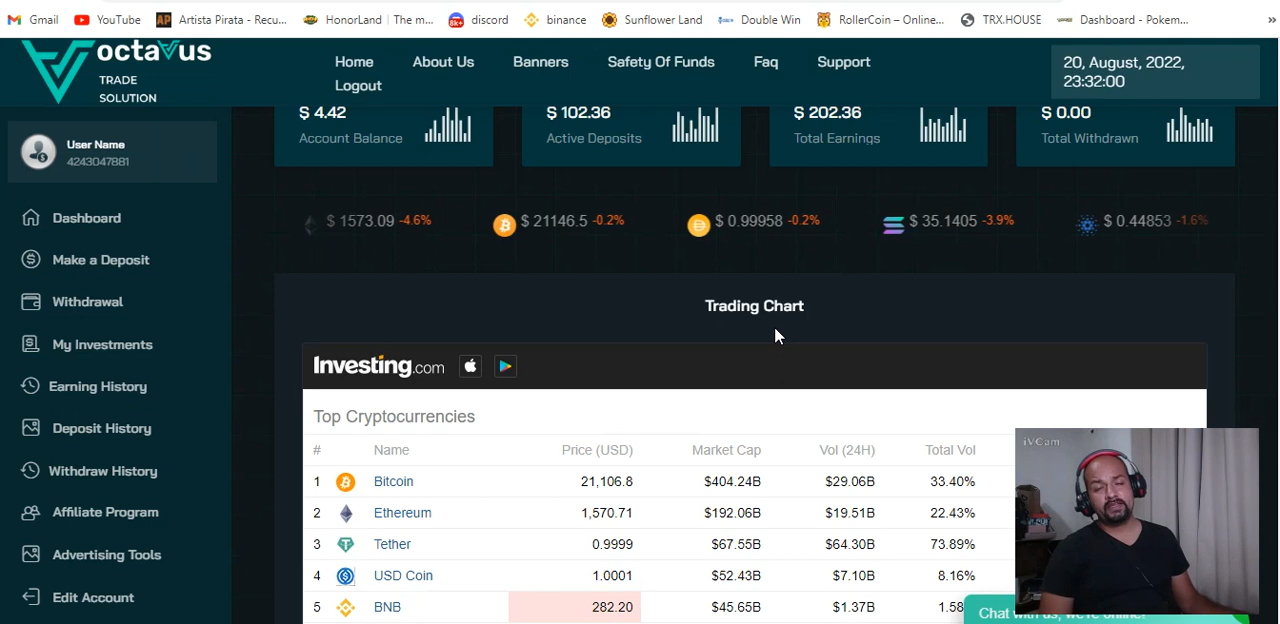 Gmail YouTube Artista Pirata - Recu... HonorLand | The m... discord binance Sunflower Land Double Win RollerCoin – Online... TRX.HOUSE Dashboard - Pokem... »
octavus
TRADE
SOLUTION
Home About Us Banners Safety Of Funds Faq Support
Logout
20, August, 2022,
23:32:00
User Name
4243047881
Dashboard
Make a Deposit
Withdrawal
My Investments
Earning History
Deposit History
Withdraw History
Affiliate Program
Advertising Tools
Edit Account
$ 4.42
Account Balance
$ 102.36
Active Deposits
$ 202.36
Total Earnings
$ 0.00
Total Withdrawn
$ 1573.09 -4.6% $ 21146.5 -0.2% $ 0.99958 -0.2% $ 35.1405 -3.9% $ 0.44853 -1.6%
Trading Chart
Investing.com
Top Cryptocurrencies
# Name Price (USD) Market Cap Vol (24H) Total Vol
1 Bitcoin 21,106.8 $404.24B $29.06B 33.40%
2 Ethereum 1,570.71 $192.06B $19.51B 22.43%
3 Tether 0.9999 $67.55B $64.30B 73.89%
4 USD Coin 1.0001 $52.43B $7.10B 8.16%
5 BNB 282.20 $45.65B $1.37B 1.58
iVCam
Chat with us, we're online!